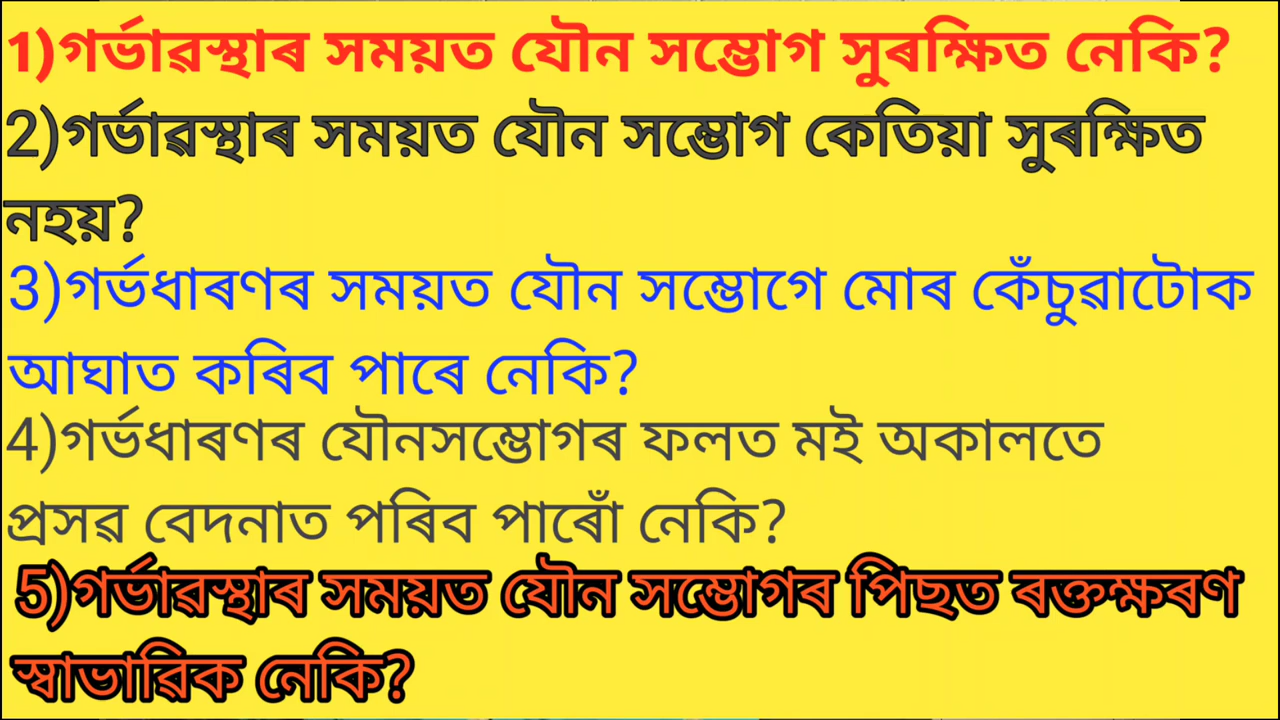 1)গৰ্ভাৱস্থাৰ সময়ত যৌন সম্ভোগ সুৰক্ষিত নেকি?
2)গৰ্ভাৱস্থাৰ সময়ত যৌন সম্ভোগ কেতিয়া সুৰক্ষিত
নহয়?
3)গৰ্ভধাৰণৰ সময়ত যৌন সম্ভোগে মোৰ কেঁচুৱাটোক
আঘাত কৰিব পাৰে নেকি?
4)গৰ্ভধাৰণৰ যৌনসম্ভোগৰ ফলত মই অকালতে
প্ৰসৱ বেদনাত পৰিব পাৰোঁ নেকি?
5)গৰ্ভাৱস্থাৰ সময়ত যৌন সম্ভোগৰ পিছত ৰক্তক্ষৰণ
স্বাভাৱিক নেকি?